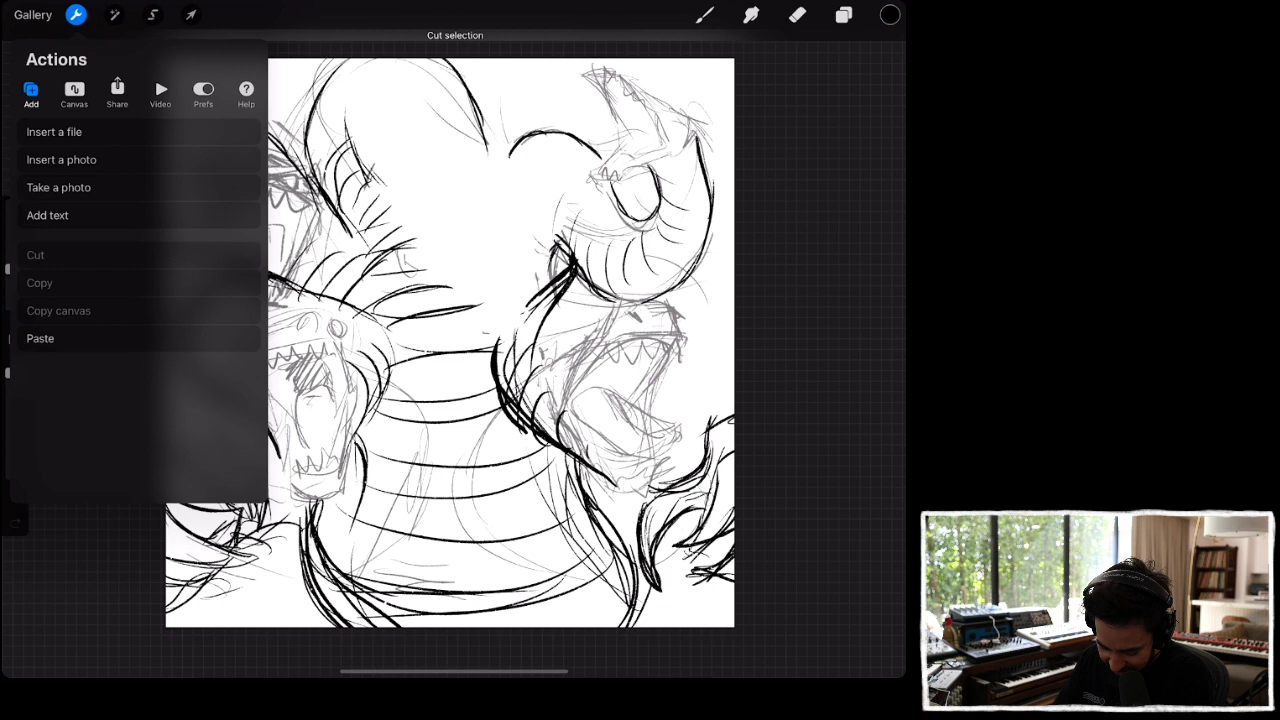 Gallery
Cut selection
Actions
Add Canvas Share Video Prefs Help
Insert a file
Insert a photo
Take a photo
Add text
Cut
Copy
Copy canvas
Paste